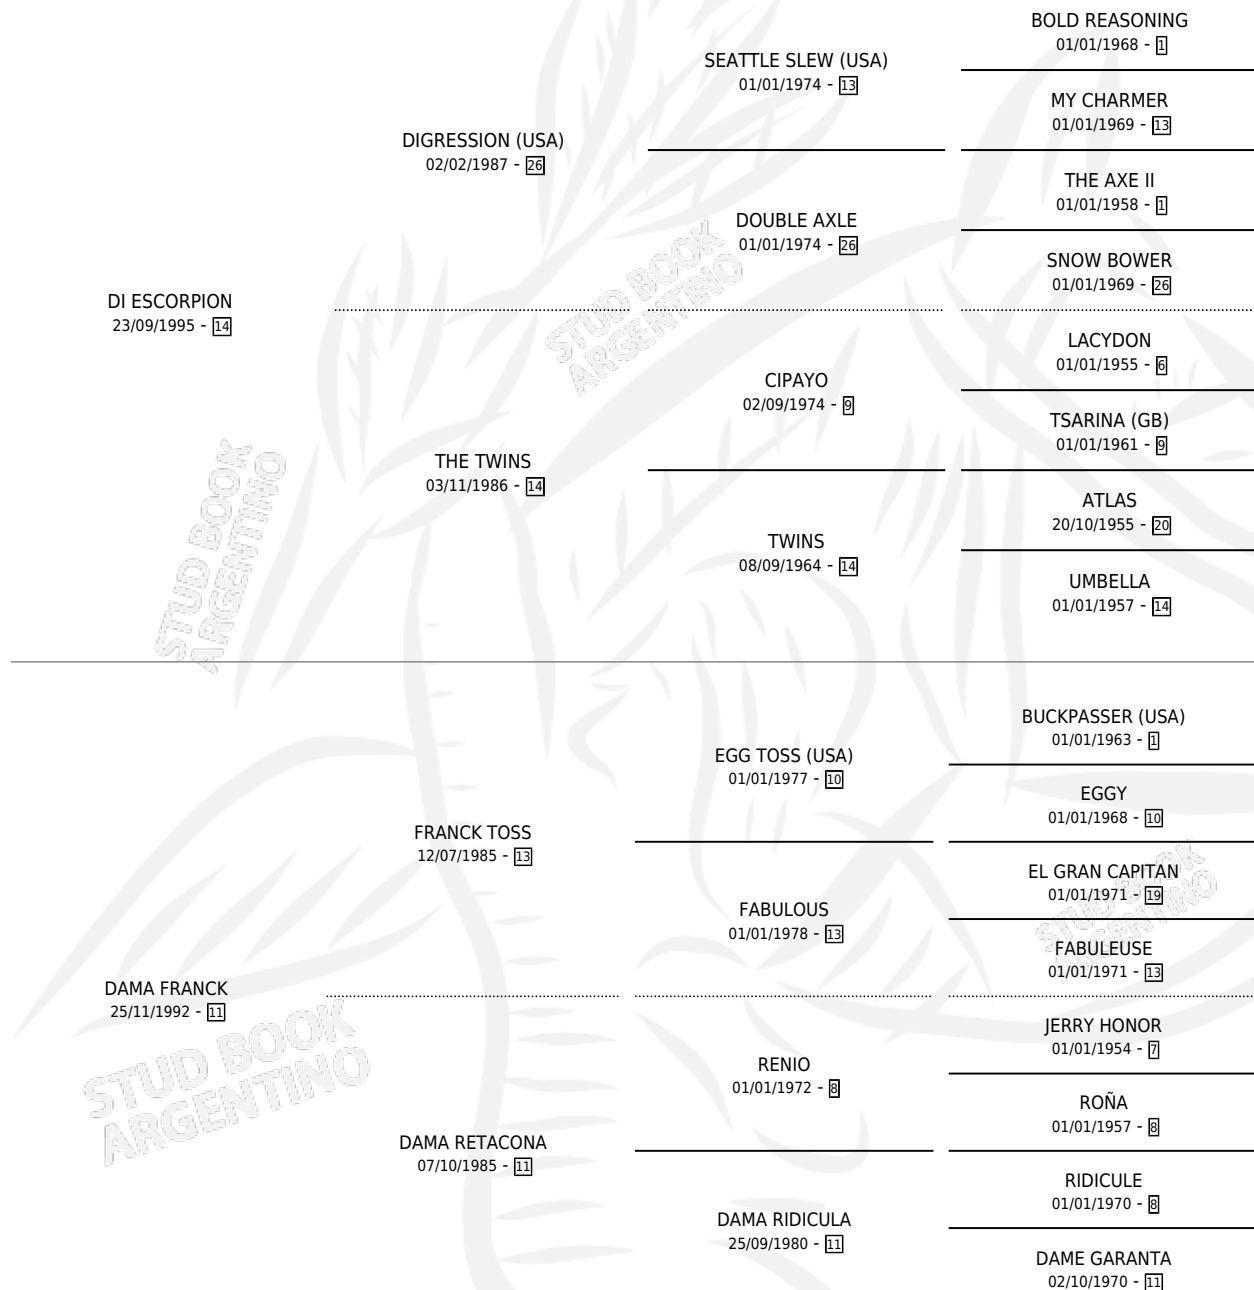 BOLD REASONING
01/01/1968 - 1
SEATTLE SLEW (USA)
01/01/1974 - 13
MY CHARMER
01/01/1969 - 13
DIGRESSION (USA)
02/02/1987 - 26
THE AXE II
01/01/1958 - 1
DOUBLE AXLE
01/01/1974 - 26
SNOW BOWER
01/01/1969 - 26
DI ESCORPION
23/09/1995 - 14
STUD BOOK
ARGENTINO
LACYDON
01/01/1955 - 6
CIPAYO
02/09/1974 - 9
TSARINA (GB)
01/01/1961 - 9
THE TWINS
03/11/1986 - 14
ATLAS
20/10/1955 - 20
TWINS
08/09/1964 - 14
UMBELLA
01/01/1957 - 14
STUD BOOK
ARGENTINO
BUCKPASSER (USA)
01/01/1963 - 1
EGG TOSS (USA)
01/01/1977 - 10
EGGY
01/01/1968 - 10
FRANCK TOSS
12/07/1985 - 13
EL GRAN CAPITAN
01/01/1971 - 19
FABULOUS
01/01/1978 - 13
FABULEUSE
01/01/1971 - 13
STUD BOOK
ARGENTINO
DAMA FRANCK
25/11/1992 - 11
JERRY HONOR
01/01/1954 - 7
RENIO
01/01/1972 - 8
ROÑA
01/01/1957 - 8
STUD BOOK
ARGENTINO
DAMA RETACONA
07/10/1985 - 11
RIDICULE
01/01/1970 - 8
DAMA RIDICULA
25/09/1980 - 11
DAME GARANTA
02/10/1970 - 11